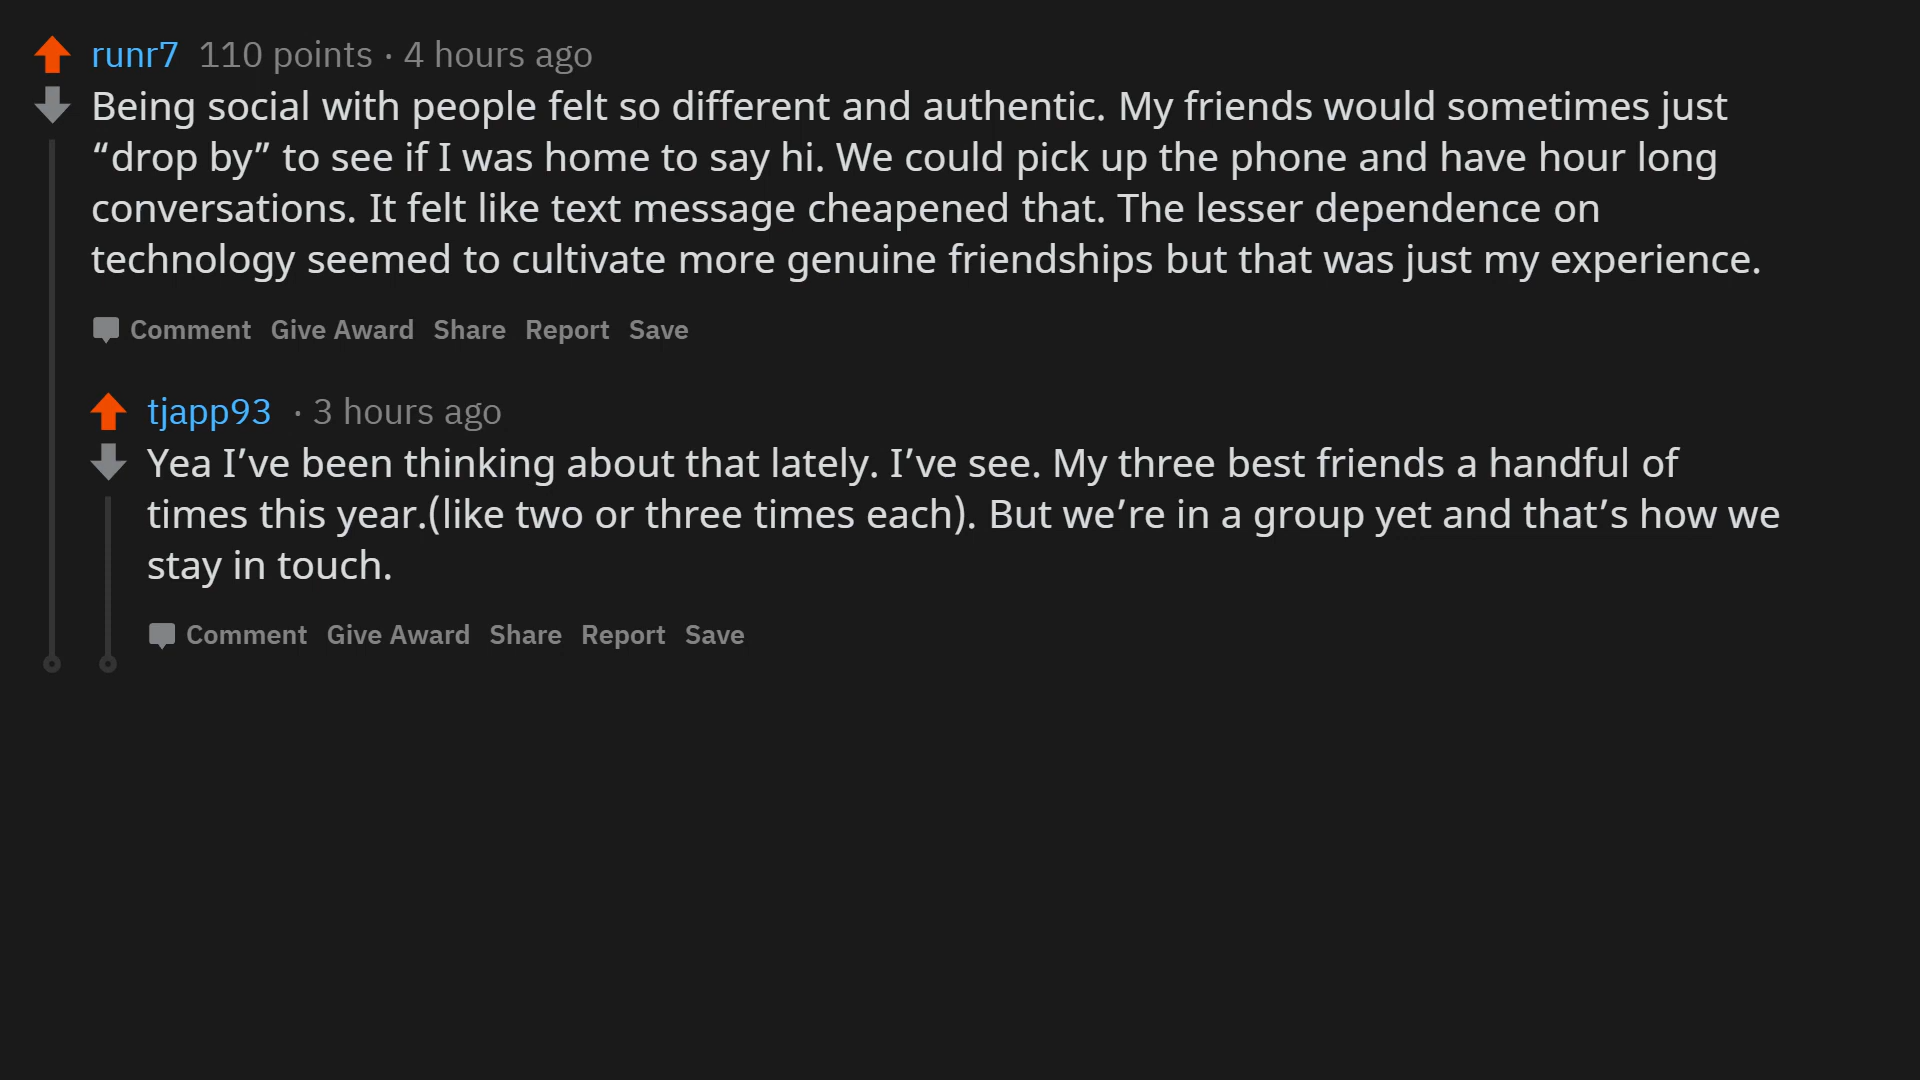 runr7 110 points · 4 hours ago
Being social with people felt so different and authentic. My friends would sometimes just
“drop by” to see if I was home to say hi. We could pick up the phone and have hour long
conversations. It felt like text message cheapened that. The lesser dependence on
technology seemed to cultivate more genuine friendships but that was just my experience.
Comment Give Award Share Report Save
tjapp93 · 3 hours ago
Yea I’ve been thinking about that lately. I’ve see. My three best friends a handful of
times this year.(like two or three times each). But we’re in a group yet and that’s how we
stay in touch.
Comment Give Award Share Report Save